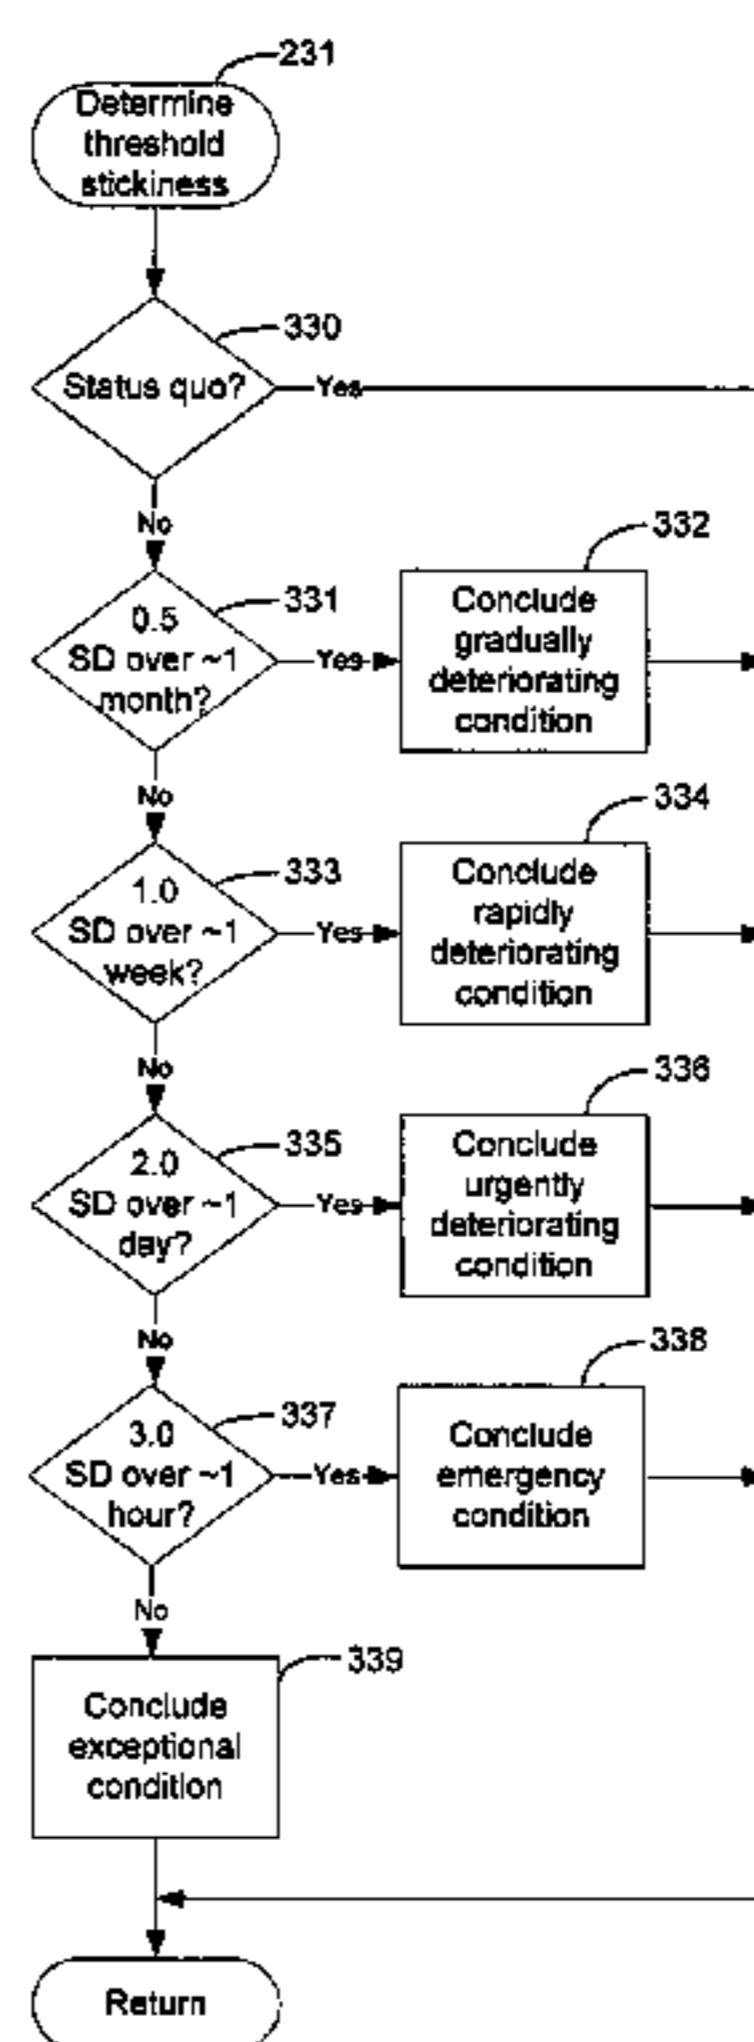 231
Determine
threshold
stickiness
330
Status quo?
Yes
No
331
0.5
SD over ~1
month?
Yes
332
Conclude
gradually
deteriorating
condition
No
333
1.0
SD over ~1
week?
Yes
334
Conclude
rapidly
deteriorating
condition
No
335
2.0
SD over ~1
day?
Yes
336
Conclude
urgently
deteriorating
condition
No
337
3.0
SD over ~1
hour?
Yes
338
Conclude
emergency
condition
No
339
Conclude
exceptional
condition
Return